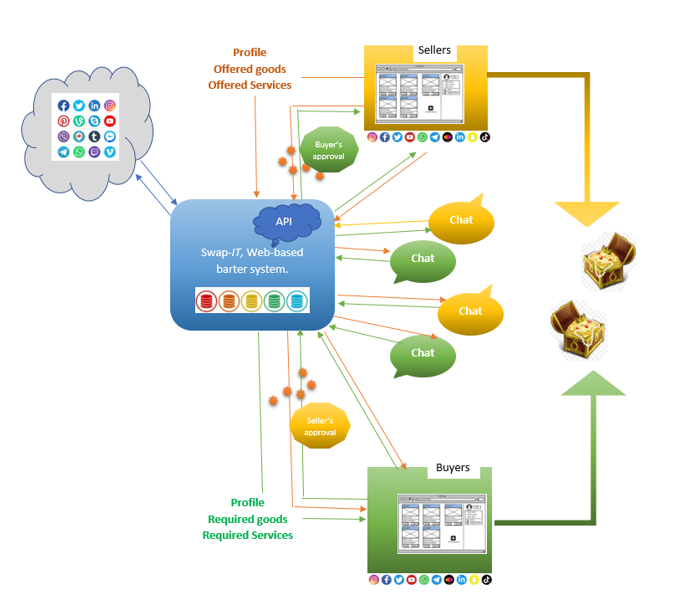 Profile
Offered goods
Offered Services
Sellers
Buyer's
approval
API
Swap-IT, Web-based
barter system.
Chat
Chat
Chat
Chat
Seller's
approval
Buyers
Profile
Required goods
Required Services